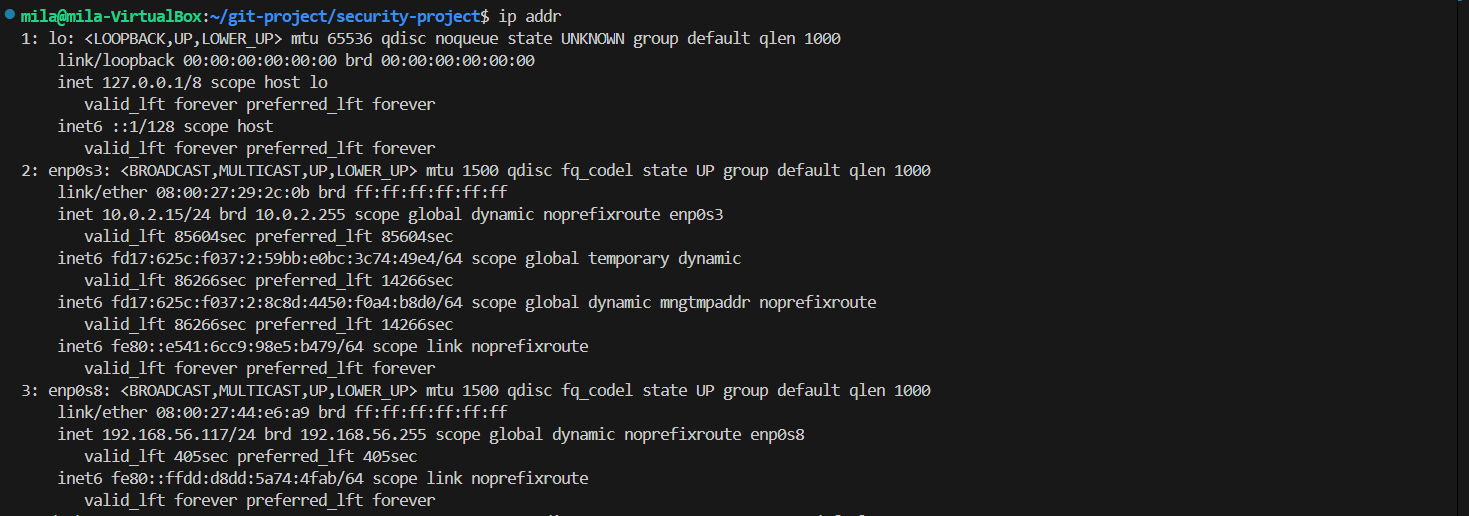 mila@mila-VirtualBox:~/git-project/security-project$ ip addr
1: lo: <LOOPBACK,UP,LOWER_UP> mtu 65536 qdisc noqueue state UNKNOWN group default qlen 1000
link/loopback 00:00:00:00:00:00 brd 00:00:00:00:00:00
inet 127.0.0.1/8 scope host lo
valid_lft forever preferred_lft forever
inet6 ::1/128 scope host
valid_lft forever preferred_lft forever
2: enp0s3: <BROADCAST,MULTICAST,UP,LOWER_UP> mtu 1500 qdisc fq_codel state UP group default qlen 1000
link/ether 08:00:27:29:2c:0b brd ff:ff:ff:ff:ff:ff
inet 10.0.2.15/24 brd 10.0.2.255 scope global dynamic noprefixroute enp0s3
valid_lft 85604sec preferred_lft 85604sec
inet6 fd17:625c:f037:2:59bb:e0bc:3c74:49e4/64 scope global temporary dynamic
valid_lft 86266sec preferred_lft 14266sec
inet6 fd17:625c:f037:2:8c8d:4450:f0a4:b8d0/64 scope global dynamic mngtmpaddr noprefixroute
valid_lft 86266sec preferred_lft 14266sec
inet6 fe80::e541:6cc9:98e5:b479/64 scope link noprefixroute
valid_lft forever preferred_lft forever
3: enp0s8: <BROADCAST,MULTICAST,UP,LOWER_UP> mtu 1500 qdisc fq_codel state UP group default qlen 1000
link/ether 08:00:27:44:e6:a9 brd ff:ff:ff:ff:ff:ff
inet 192.168.56.117/24 brd 192.168.56.255 scope global dynamic noprefixroute enp0s8
valid_lft 405sec preferred_lft 405sec
inet6 fe80::ffdd:d8dd:5a74:4fab/64 scope link noprefixroute
valid_lft forever preferred_lft forever